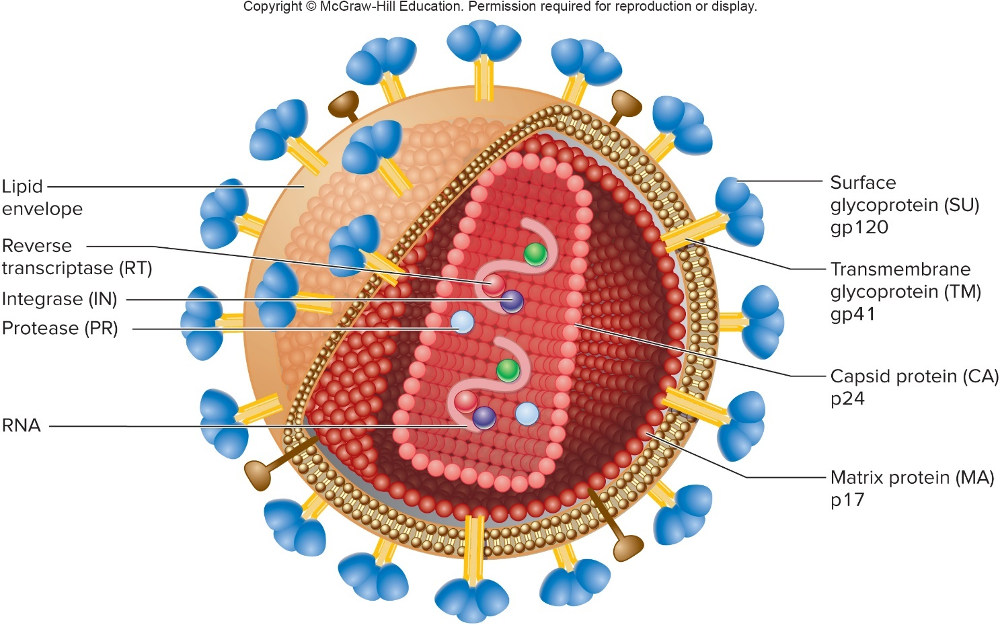 Copyright © McGraw-Hill Education. Permission required for reproduction or display.
Lipid
envelope
Reverse
transcriptase (RT)
Integrase (IN)
Protease (PR)
RNA
Surface
glycoprotein (SU)
gp120
Transmembrane
glycoprotein (TM)
gp41
Capsid protein (CA)
p24
Matrix protein (MA)
p17